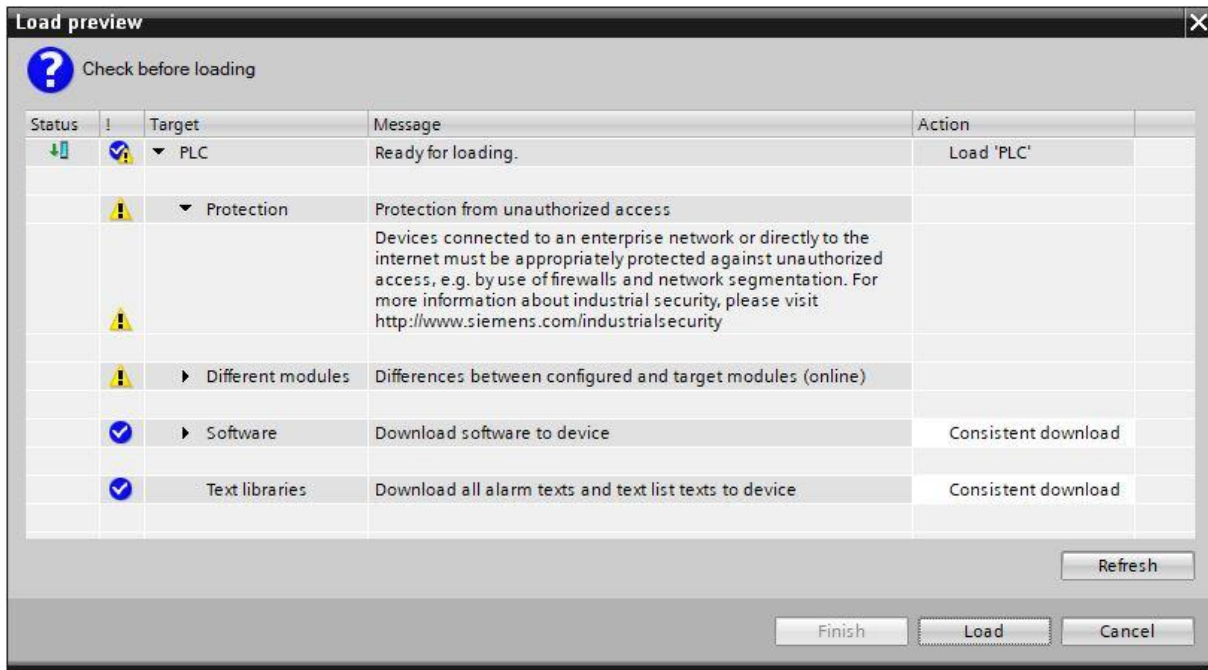 Load preview
Check before loading
Status ! Target Message Action
PLC Ready for loading. Load 'PLC'
Protection Protection from unauthorized access
Devices connected to an enterprise network or directly to the
internet must be appropriately protected against unauthorized
access, e.g. by use of firewalls and network segmentation. For
more information about industrial security, please visit
http://www.siemens.com/industrialsecurity
Different modules Differences between configured and target modules (online)
Software Download software to device Consistent download
Text libraries Download all alarm texts and text list texts to device Consistent download
Refresh
Finish Load Cancel